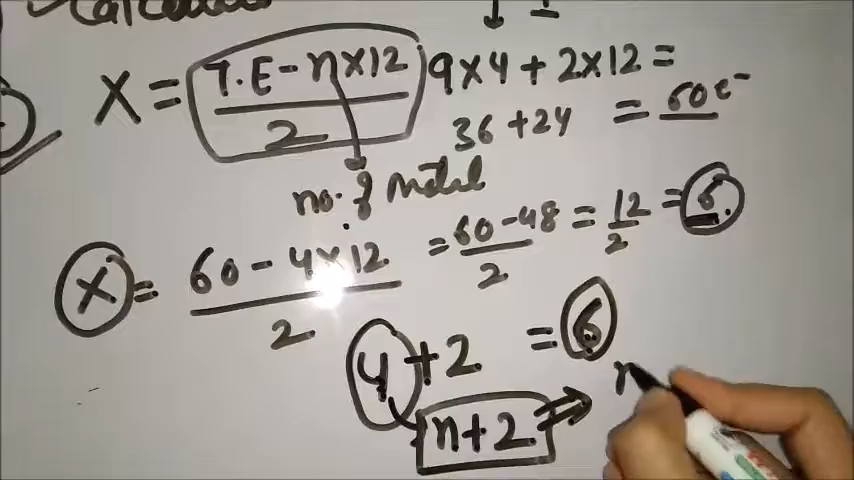 X = T.E - n×12 / 2
9×4 + 2×12 =
36 + 24 = 60e⁻
no. of metal
X = 60 - 4×12 / 2 = 60 - 48 / 2 = 12 / 2 = 6.
4 + 2 = 6
n+2 ⇒